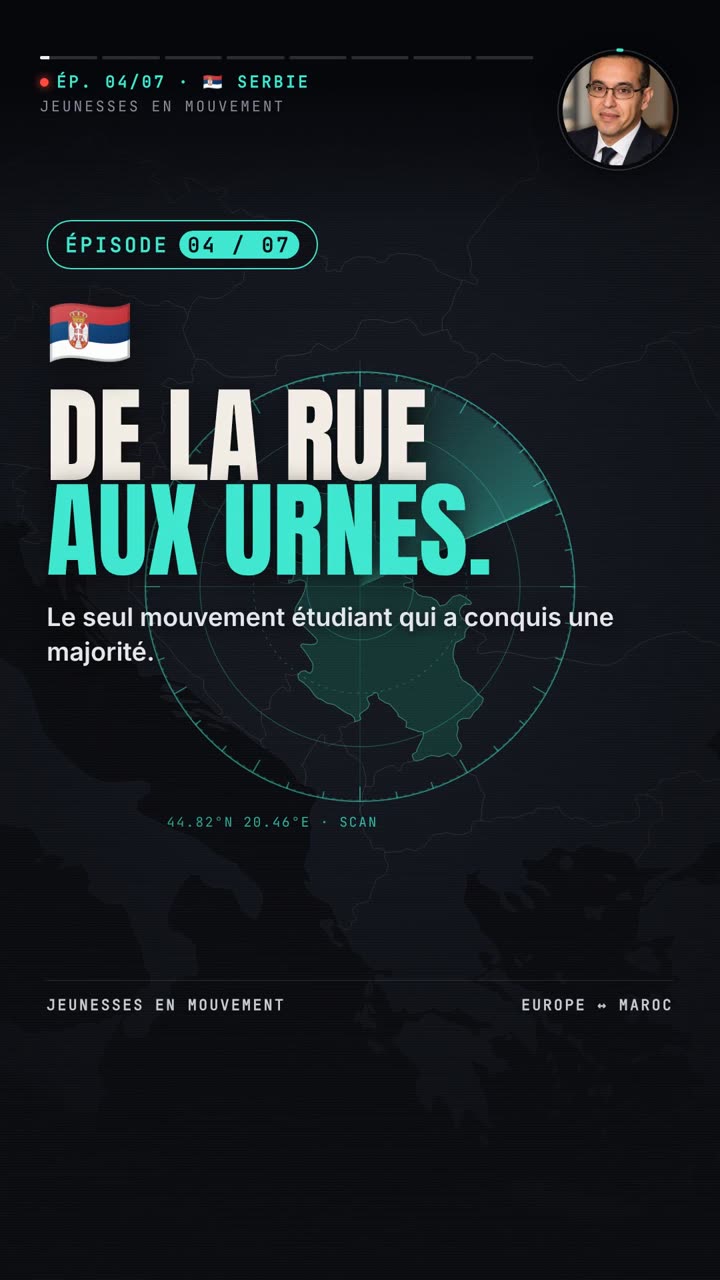 ÉP. 04/07 · 🇷🇸 SERBIE
JEUNESSES EN MOUVEMENT
ÉPISODE 04 / 07
DE LA RUE
AUX URNES.
Le seul mouvement étudiant qui a conquis une
majorité.
44.82°N 20.46°E · SCAN
JEUNESSES EN MOUVEMENT
EUROPE ↔ MAROC